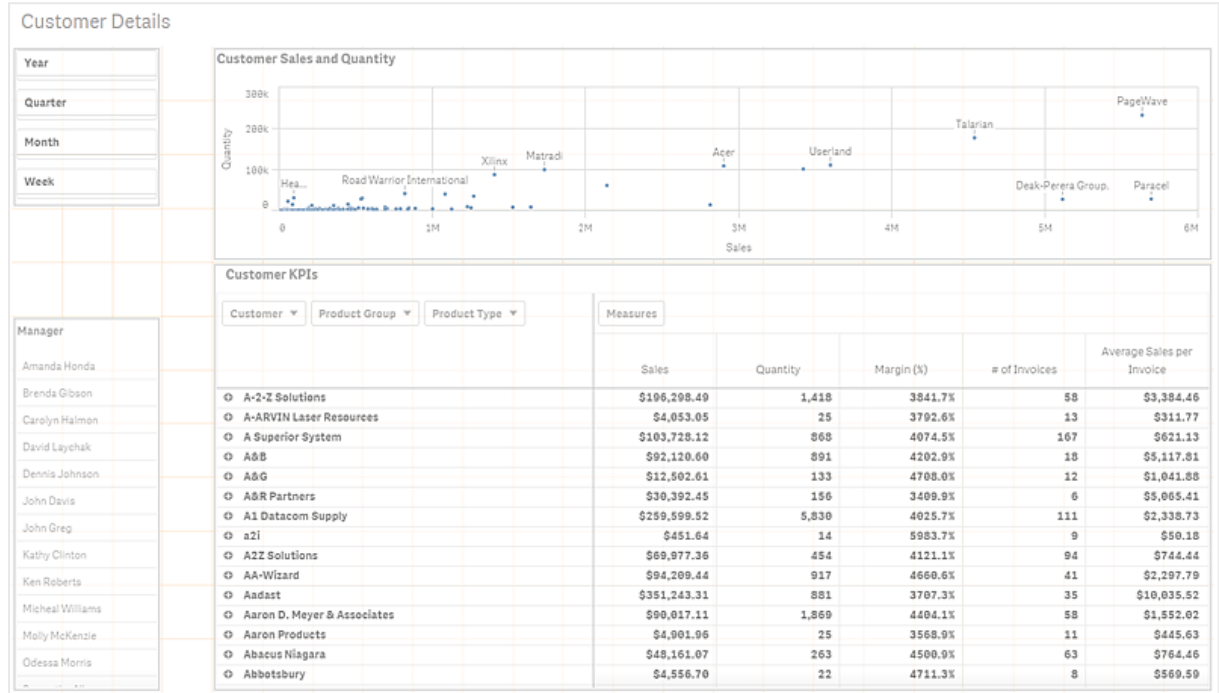 Customer Details
Year
Quarter
Month
Week
Customer Sales and Quantity
300k
200k
100k
0
Quantity
PageWave
Talarian
Acer
Userland
Matradi
Xilinx
Road Warrior International
Hea...
Deak-Perera Group.
Paracel
0 1M 2M 3M 4M 5M 6M
Sales
Manager
Amanda Honda
Brenda Gibson
Carolyn Halmon
David Laychak
Dennis Johnson
John Davis
John Greg
Kathy Clinton
Ken Roberts
Micheal Williams
Molly McKenzie
Odessa Morris
Customer KPIs
Customer Product Group Product Type Measures
Sales Quantity Margin (%) # of Invoices Average Sales per Invoice
A-2-Z Solutions $196,298.49 1,418 3841.7% 58 $3,384.46
A-ARVIN Laser Resources $4,053.05 25 3792.6% 13 $311.77
A Superior System $103,728.12 868 4074.5% 167 $621.13
A&B $92,120.60 891 4202.9% 18 $5,117.81
A&G $12,502.61 133 4708.0% 12 $1,041.88
A&R Partners $30,392.45 156 3409.9% 6 $5,065.41
A1 Datacom Supply $259,599.52 5,830 4025.7% 111 $2,338.73
a2i $451.64 14 5983.7% 9 $50.18
A2Z Solutions $69,977.36 454 4121.1% 94 $744.44
AA-Wizard $94,209.44 917 4660.6% 41 $2,297.79
Aadast $351,243.31 881 3707.3% 35 $10,035.52
Aaron D. Meyer & Associates $90,017.11 1,869 4404.1% 58 $1,552.02
Aaron Products $4,901.96 25 3568.9% 11 $445.63
Abacus Niagara $48,161.07 263 4500.9% 63 $764.46
Abbotsbury $4,556.70 22 4711.3% 8 $569.59